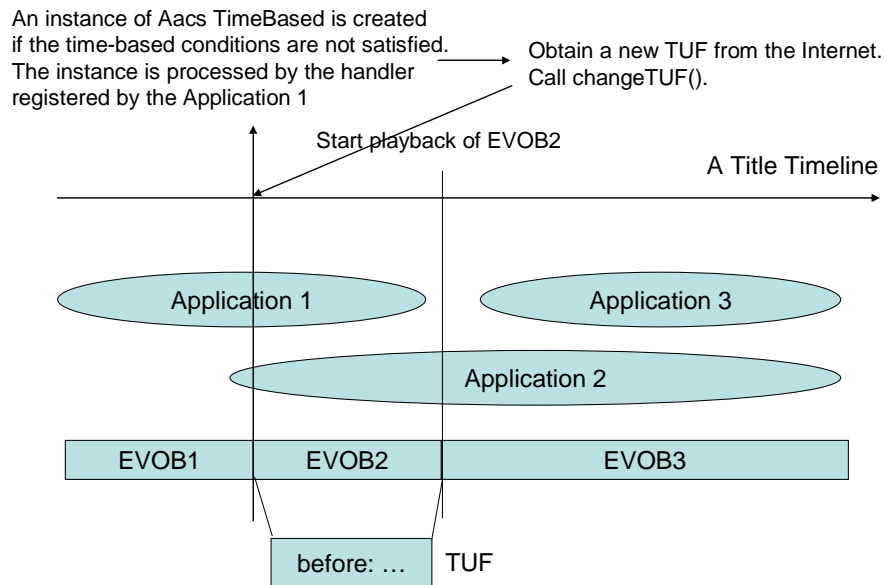 An instance of Aacs TimeBased is created
if the time-based conditions are not satisfied.
The instance is processed by the handler
registered by the Application 1
Obtain a new TUF from the Internet.
Call changeTUF().
Start playback of EVOB2
A Title Timeline
Application 1
Application 3
Application 2
EVOB1
EVOB2
EVOB3
before: …
TUF